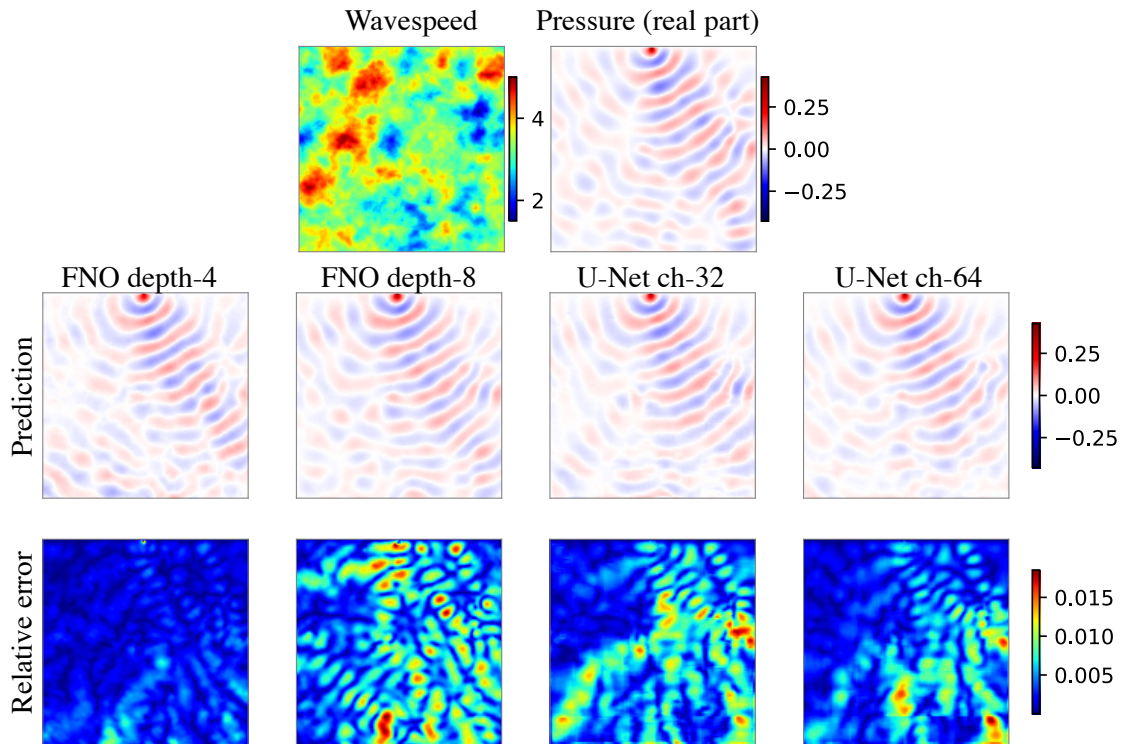 Wavespeed Pressure (real part)
4
2
0.25
0.00
−0.25
FNO depth-4 FNO depth-8 U-Net ch-32 U-Net ch-64
Prediction
0.25
0.00
−0.25
Relative error
0.015
0.010
0.005